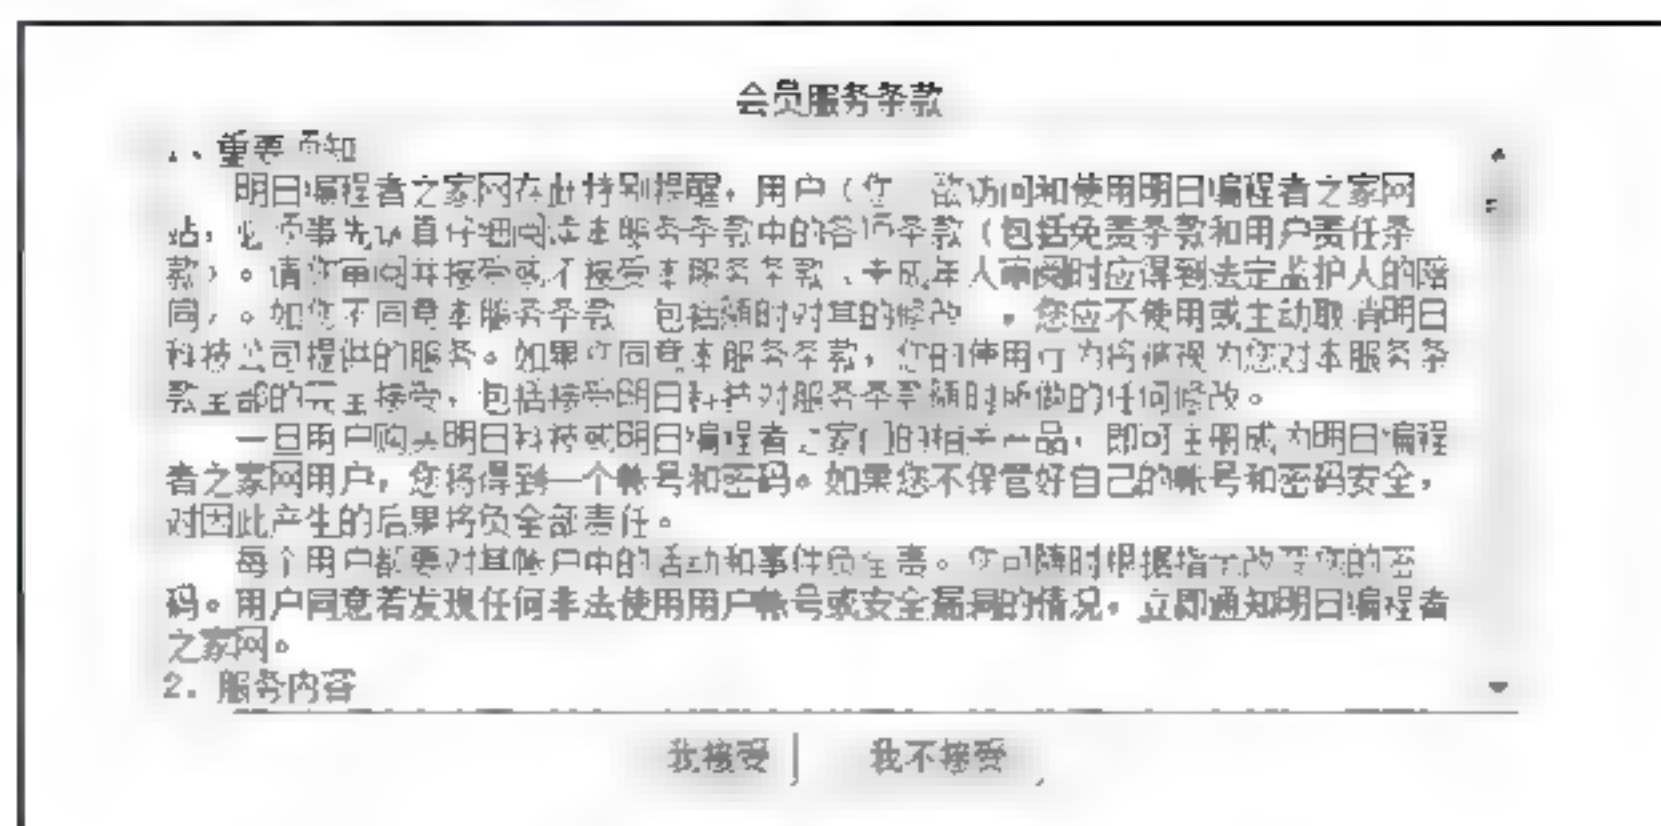 会员服务条款
1. 重要须知
明日编程者之家网在此特别提醒，用户（您）欲访问和使用明日编程者之家网
站，必须事先认真仔细阅读本服务条款中的各项条款（包括免责条款和用户责任条
款）。请您审阅并接受或不接受本服务条款（未成年人审阅时应得到法定监护人的陪
同）。如您不同意本服务条款 包括随时对其的修改 ，您应不使用或主动取消明日
科技公司提供的服务。如果您同意本服务条款，您的使用行为将被视为您对本服务条
款全部的完全接受，包括接受明日科技对服务条款随时所做的任何修改。
一旦用户购买明日科技或明日编程者之家网的相关产品，即可注册成为明日编程
者之家网用户，您将得到一个帐号和密码。如果您不保管好自己的帐号和密码安全，
对因此产生的后果将负全部责任。
每个用户都要对其帐户中的活动和事件负全责。您可随时根据指示改变您的密
码。用户同意若发现任何非法使用用户帐号或安全漏洞的情况，立即通知明日编程者
之家网。
2. 服务内容
我接受
我不接受